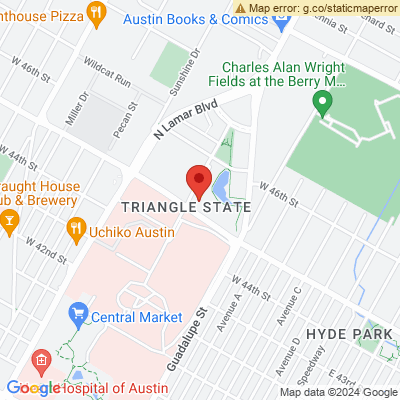 Map error: g.co/staticmaperror
hthouse Pizza
Austin Books & Comics
nnia St
Sunshine Dr
W 46th St
Wildcat Run
Charles Alan Wright
Fields at the Berry M...
Miller Dr
Pecan St
N Lamar Blvd
W 44th St
W 46th St
raught House
ub & Brewery
TRIANGLE STATE
Uchiko Austin
W 42nd St
W 44th St
Avenue A
Avenue C
Central Market
Guadalupe St
HYDE PARK
Avenue D
Speedway
E 43rd
Google
Hospital of Austin
Map data ©2024 Google